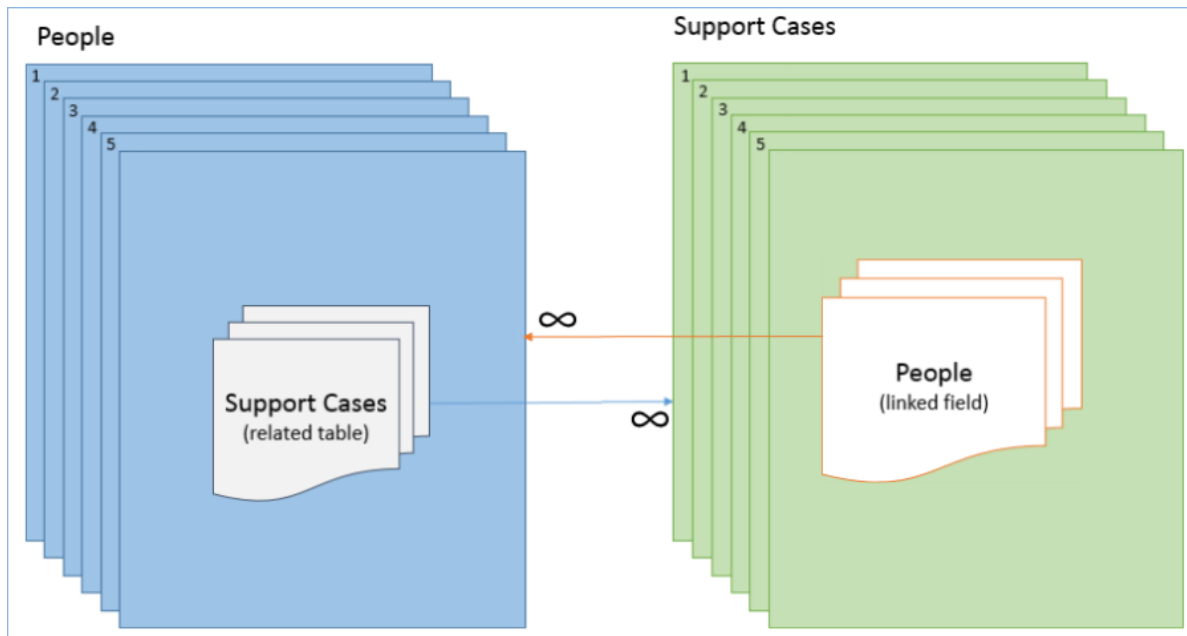 People
Support Cases
1
2
3
4
5
1
2
3
4
5
∞
People
(linked field)
Support Cases
(related table)
∞